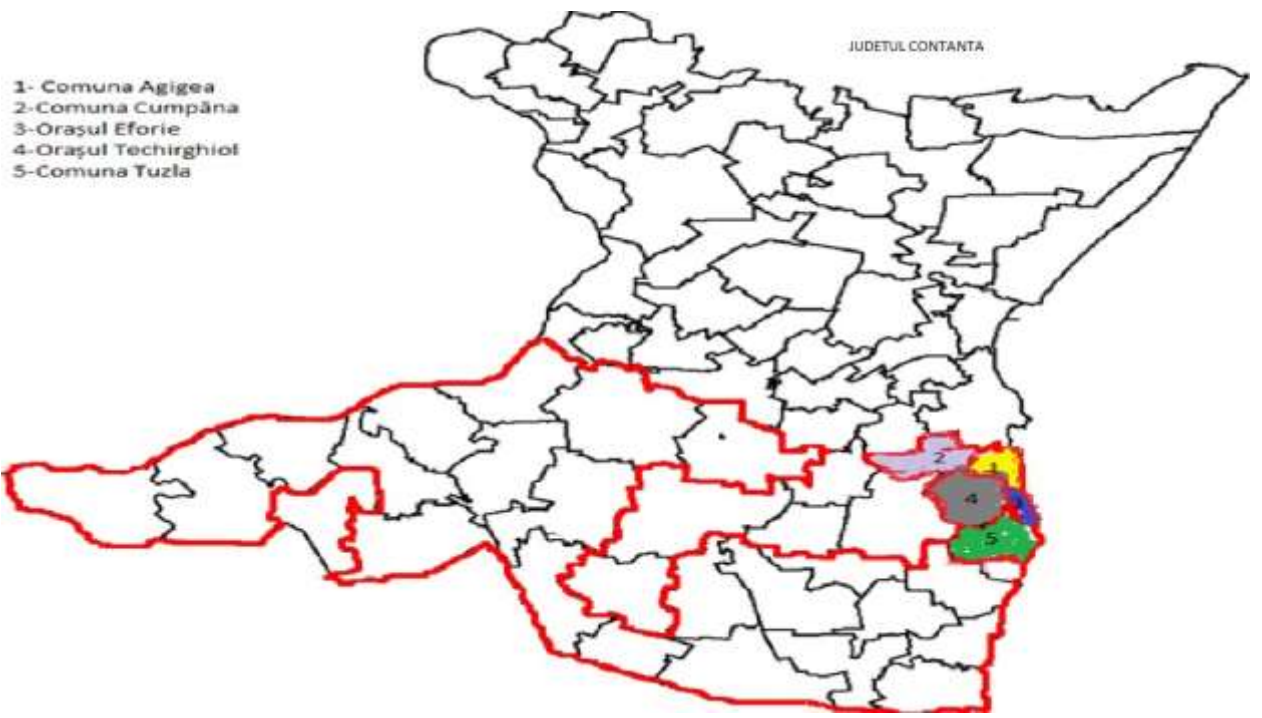 JUDETUL CONTANTA
1- Comuna Agigea
2-Comuna Cumpăna
3-Orașul Eforie
4-Orașul Techirghiol
5-Comuna Tuzla
2
1
4
5